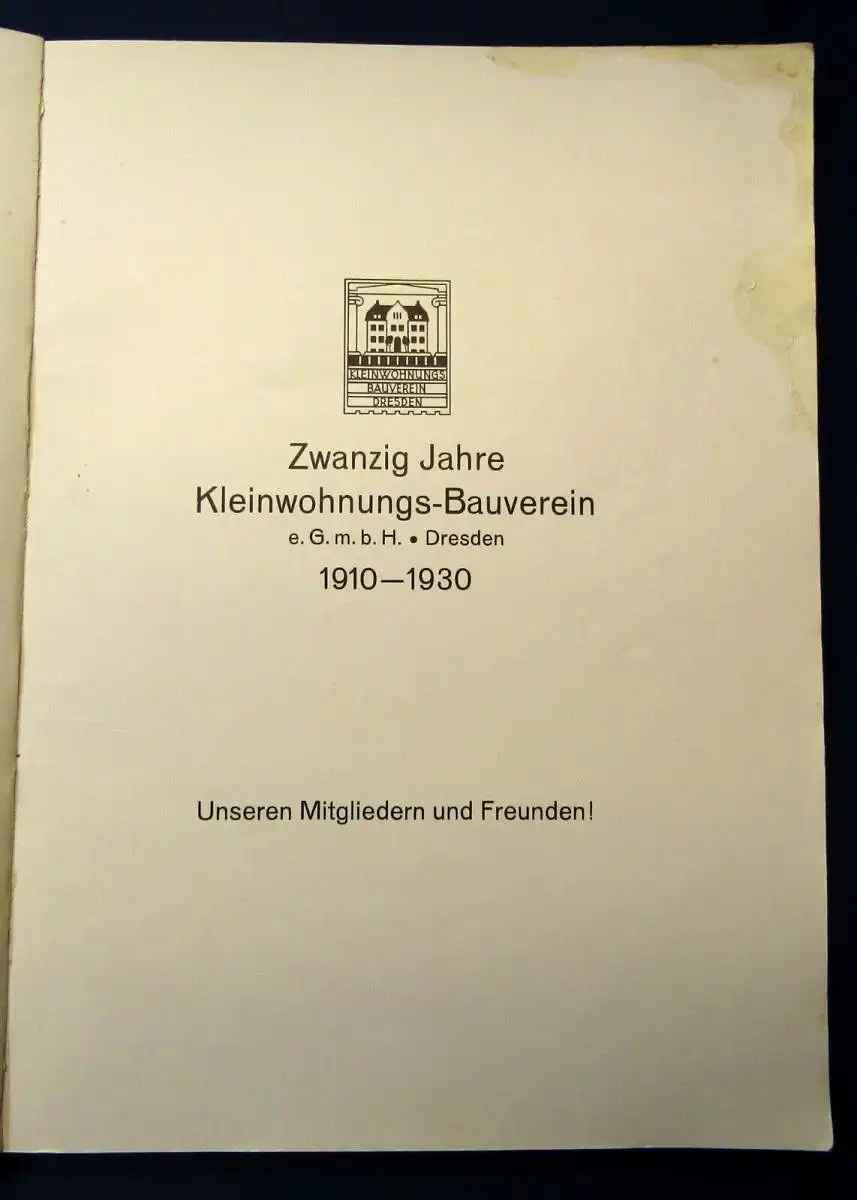 KLEINWOHNUNGS
BAUVEREIN
DRESDEN
Zwanzig Jahre
Kleinwohnungs-Bauverein
e. G. m. b. H. • Dresden
1910—1930
Unseren Mitgliedern und Freunden!